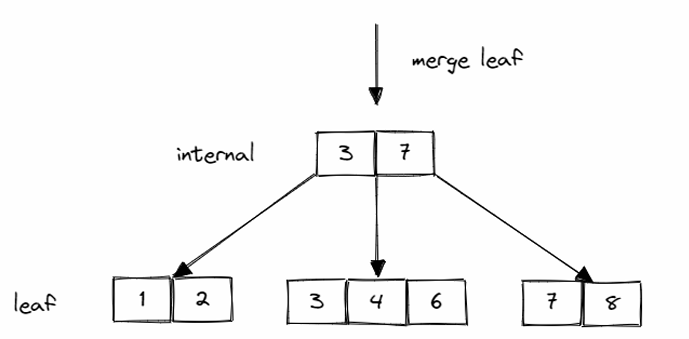 merge leaf
internal 3 7
leaf 1 2 3 4 6 7 8